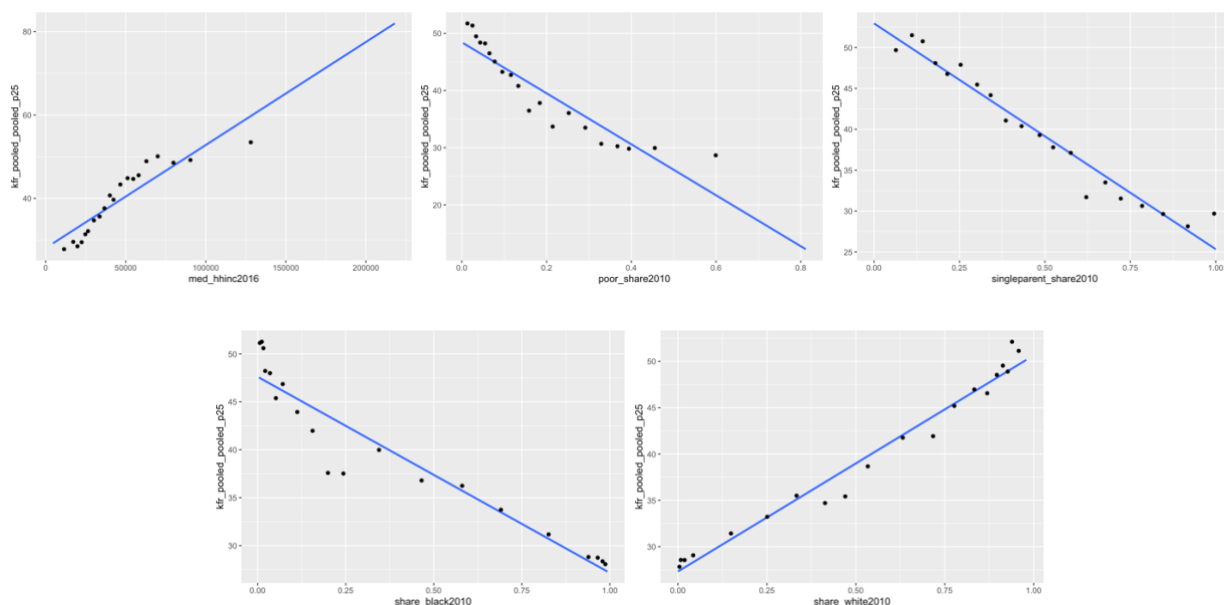 80
60
40
kfr_pooled_pooled_p25
0 50000 100000 150000 200000
med_hhinc2016
50
40
30
20
kfr_pooled_pooled_p25
0.0 0.2 0.4 0.6 0.8
poor_share2010
50
45
40
35
30
25
kfr_pooled_pooled_p25
0.00 0.25 0.50 0.75 1.00
singleparent_share2010
50
45
40
35
30
kfr_pooled_pooled_p25
0.00 0.25 0.50 0.75 1.00
share_black2010
50
45
40
35
30
kfr_pooled_pooled_p25
0.00 0.25 0.50 0.75 1.00
share_white2010